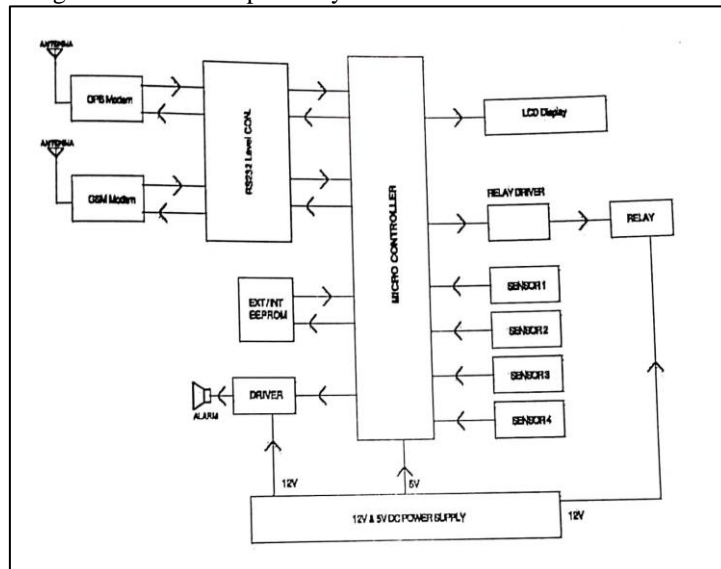 ANTENNA
GPS Modem
ANTENNA
GSM Modem
RS232 Level CON.
MICRO CONTROLLER
LCD Display
RELAY DRIVER
RELAY
SENSOR 1
SENSOR 2
SENSOR 3
SENSOR 4
EXT/INT
EEPROM
DRIVER
ALARM
12V
5V
12V
12V & 5V DC POWER SUPPLY